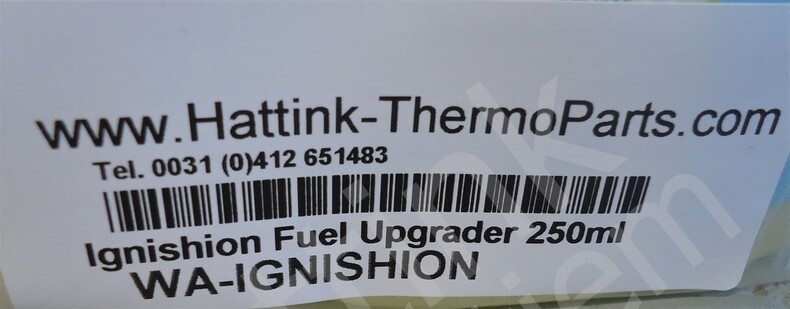 www.Hattink-ThermoParts.com
Tel. 0031 (0)412 651483
Ignishion Fuel Upgrader 250ml
WA-IGNISHION